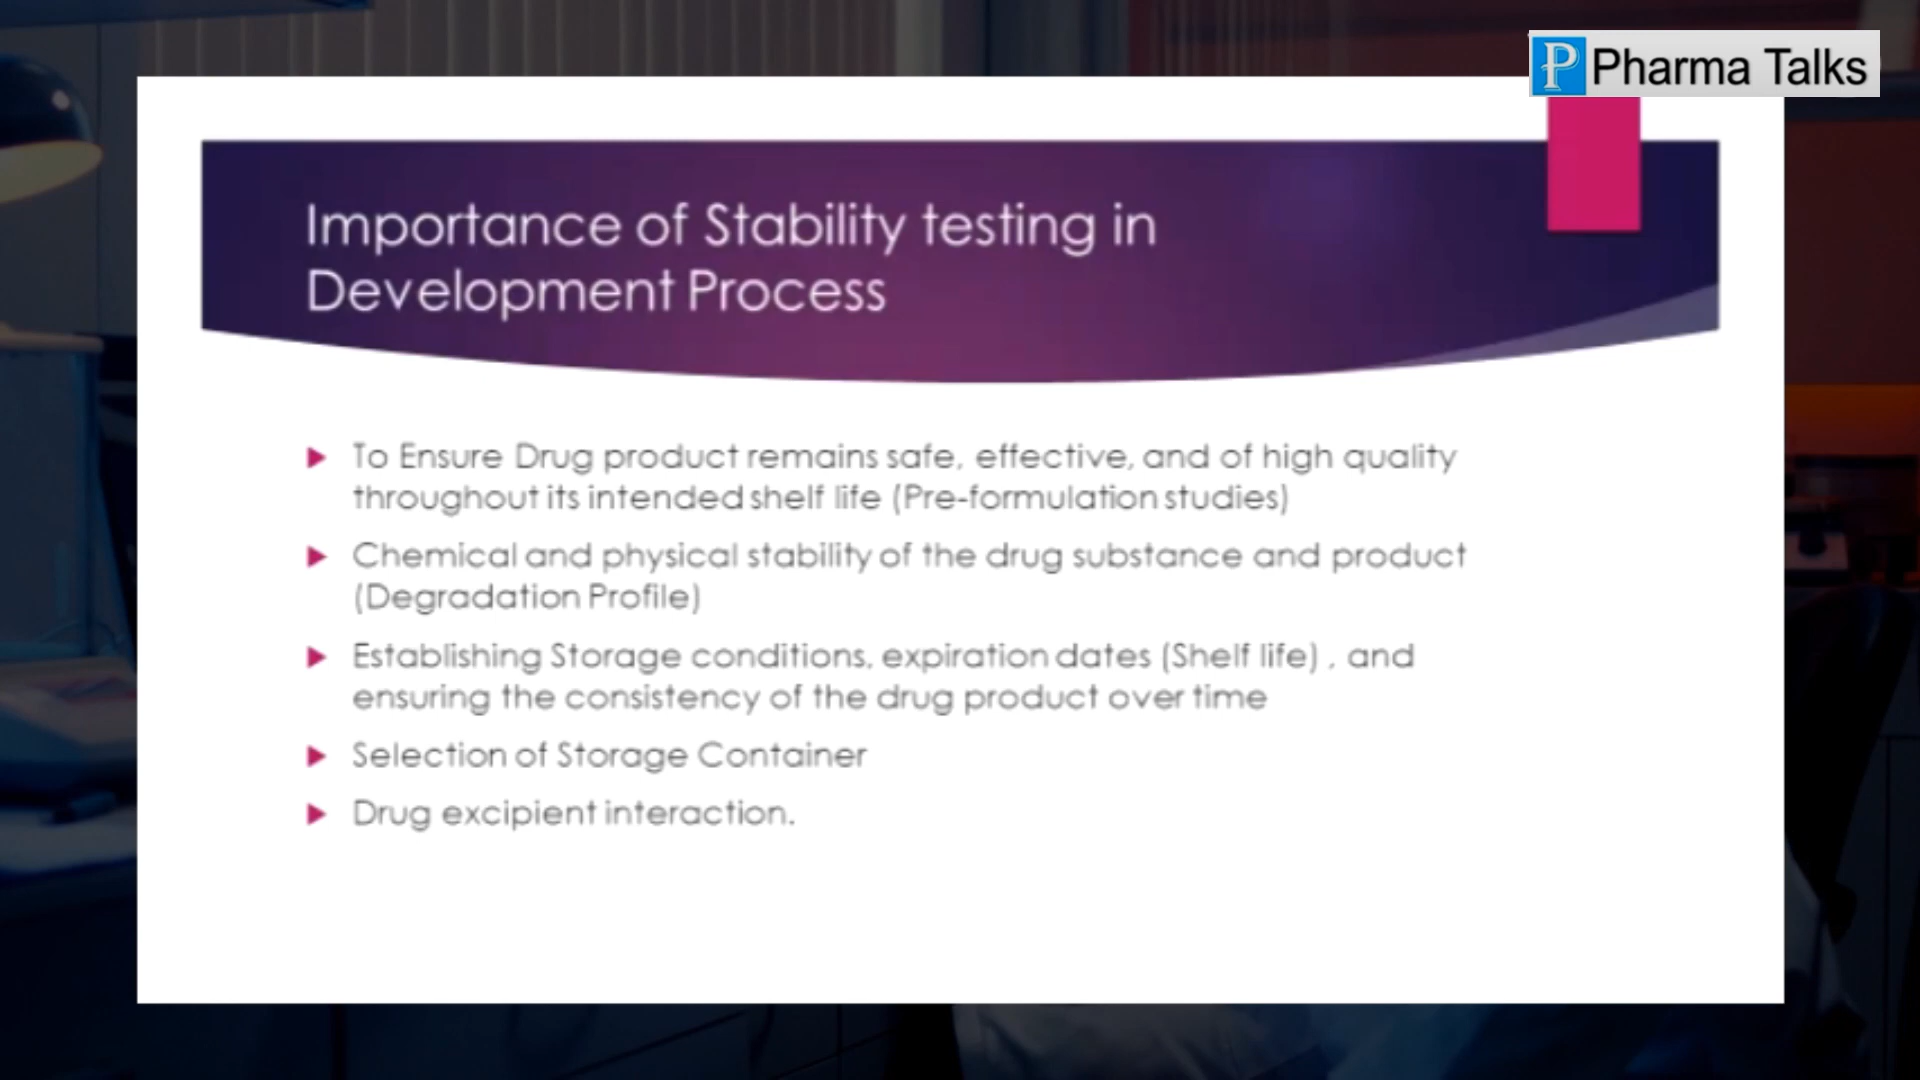 P Pharma Talks
Importance of Stability testing in
Development Process
To Ensure Drug product remains safe, effective, and of high quality
throughout its intended shelf life (Pre-formulation studies)
Chemical and physical stability of the drug substance and product
(Degradation Profile)
Establishing Storage conditions, expiration dates (Shelf life) , and
ensuring the consistency of the drug product over time
Selection of Storage Container
Drug excipient interaction.